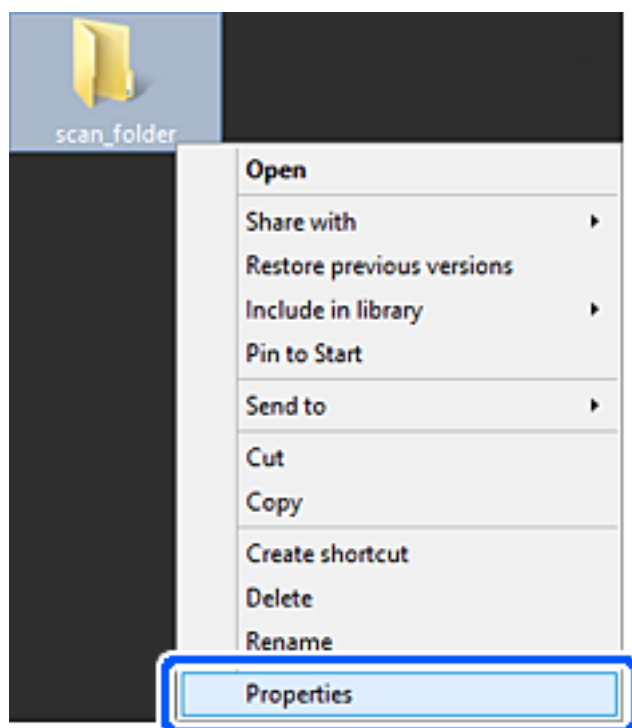 scan_folder
Open
Share with
Restore previous versions
Include in library
Pin to Start
Send to
Cut
Copy
Create shortcut
Delete
Rename
Properties